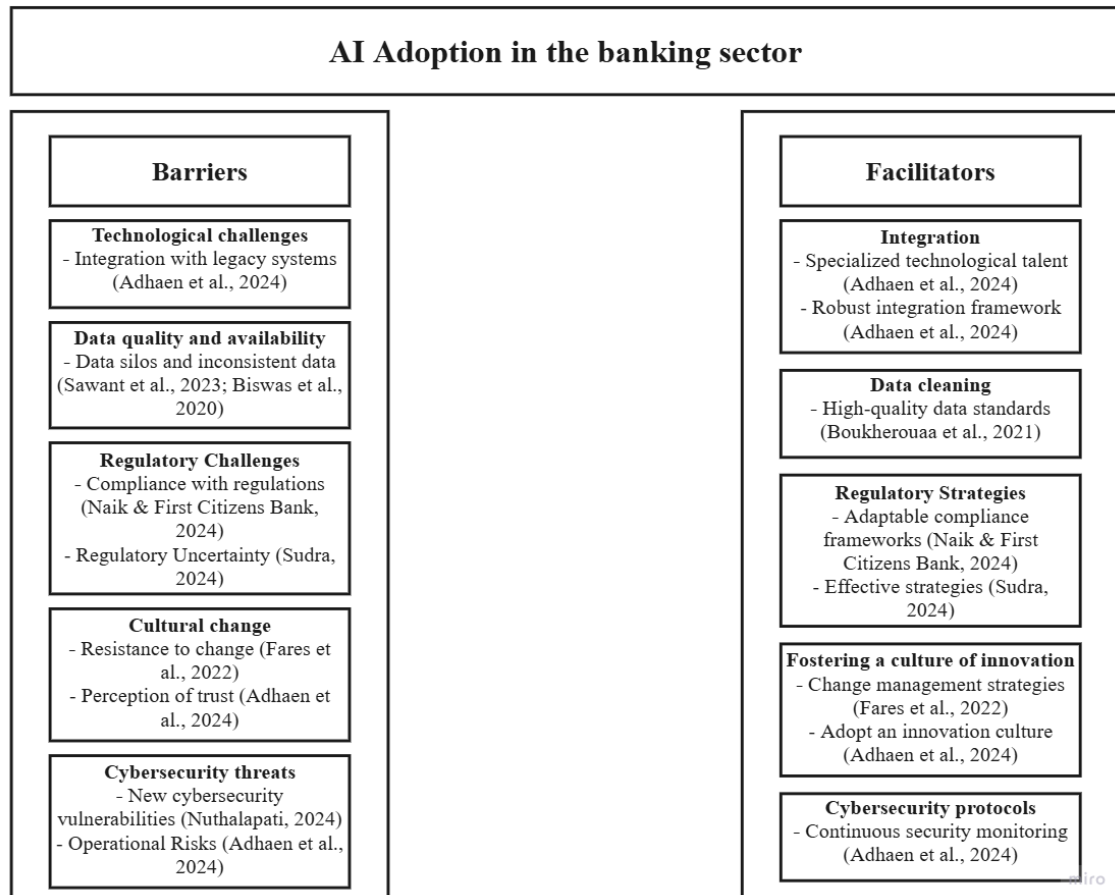 AI Adoption in the banking sector
Barriers
Technological challenges
- Integration with legacy systems
(Adhaen et al., 2024)
Data quality and availability
- Data silos and inconsistent data
(Sawant et al., 2023; Biswas et al.,
2020)
Regulatory Challenges
- Compliance with regulations
(Naik & First Citizens Bank,
2024)
- Regulatory Uncertainty (Sudra,
2024)
Cultural change
- Resistance to change (Fares et
al., 2022)
- Perception of trust (Adhaen et
al., 2024)
Cybersecurity threats
- New cybersecurity
vulnerabilities (Nuthalapati, 2024)
- Operational Risks (Adhaen et al.,
2024)
Facilitators
Integration
- Specialized technological talent
(Adhaen et al., 2024)
- Robust integration framework
(Adhaen et al., 2024)
Data cleaning
- High-quality data standards
(Boukherouaa et al., 2021)
Regulatory Strategies
- Adaptable compliance
frameworks (Naik & First
Citizens Bank, 2024)
- Effective strategies (Sudra,
2024)
Fostering a culture of innovation
- Change management strategies
(Fares et al., 2022)
- Adopt an innovation culture
(Adhaen et al., 2024)
Cybersecurity protocols
- Continuous security monitoring
(Adhaen et al., 2024)
miro